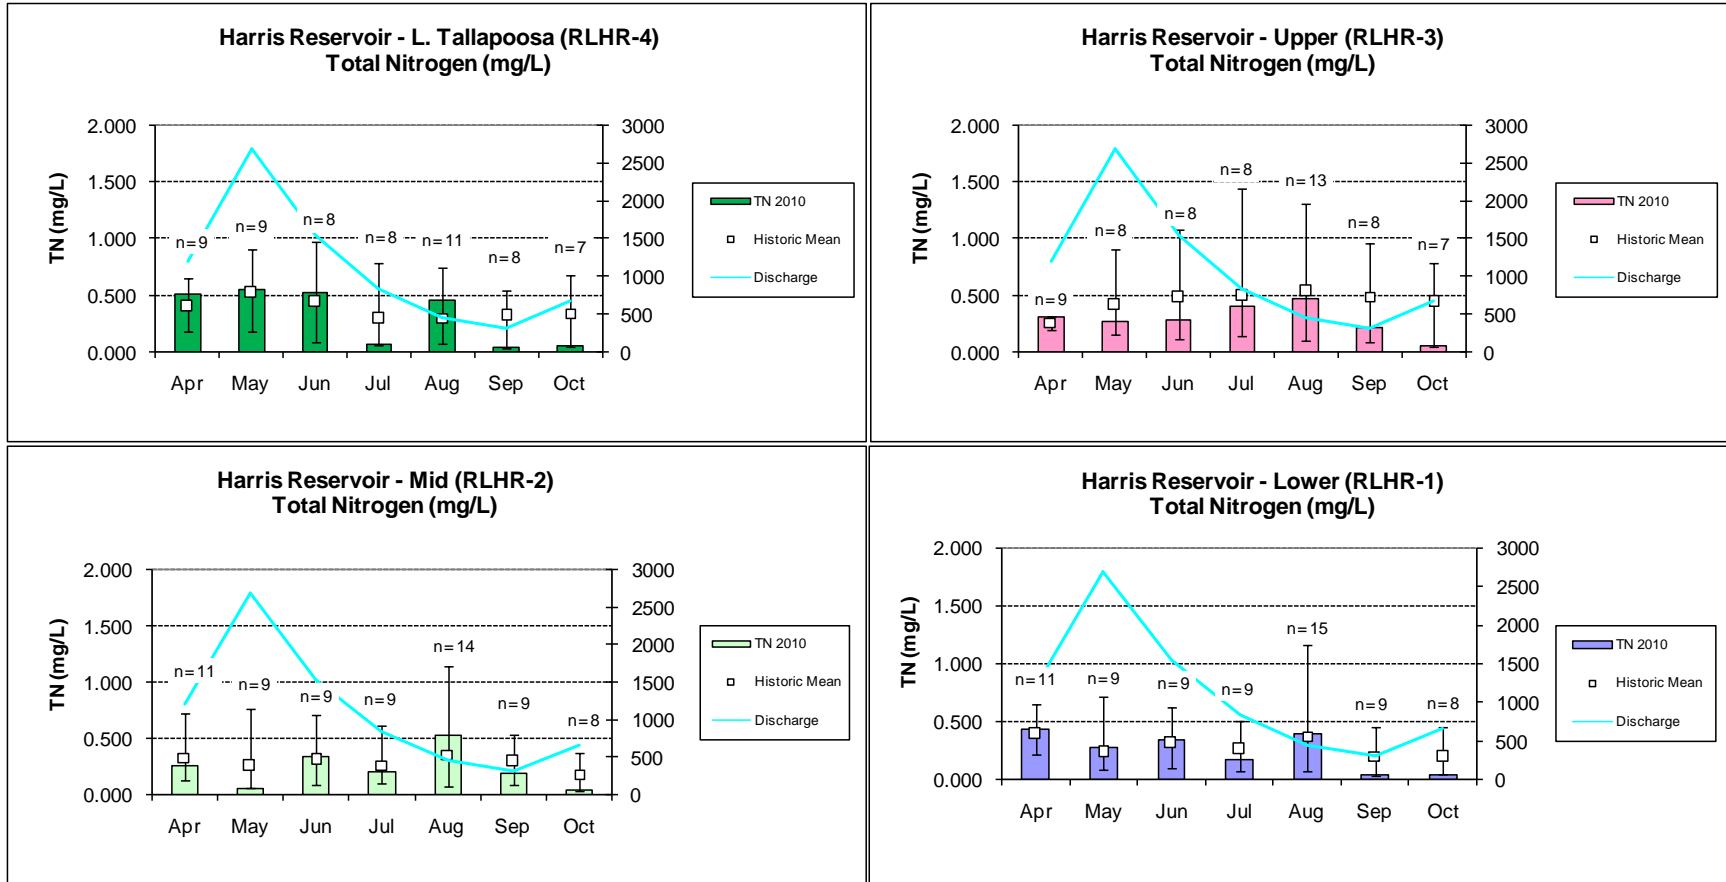 Harris Reservoir - L. Tallapoosa (RLHR-4)
Total Nitrogen (mg/L)
TN (mg/L)
2.000
1.500
1.000
0.500
0.000
3000
2500
2000
1500
1000
500
0
n=9
n=9
n=8
n=8
n=11
n=8
n=7
Apr May Jun Jul Aug Sep Oct
TN 2010
Historic Mean
Discharge
Harris Reservoir - Upper (RLHR-3)
Total Nitrogen (mg/L)
TN (mg/L)
2.000
1.500
1.000
0.500
0.000
3000
2500
2000
1500
1000
500
0
n=9
n=8
n=8
n=8
n=13
n=8
n=7
Apr May Jun Jul Aug Sep Oct
TN 2010
Historic Mean
Discharge
Harris Reservoir - Mid (RLHR-2)
Total Nitrogen (mg/L)
TN (mg/L)
2.000
1.500
1.000
0.500
0.000
3000
2500
2000
1500
1000
500
0
n=11
n=9
n=9
n=9
n=14
n=9
n=8
Apr May Jun Jul Aug Sep Oct
TN 2010
Historic Mean
Discharge
Harris Reservoir - Lower (RLHR-1)
Total Nitrogen (mg/L)
TN (mg/L)
2.000
1.500
1.000
0.500
0.000
3000
2500
2000
1500
1000
500
0
n=11
n=9
n=9
n=9
n=15
n=9
n=8
Apr May Jun Jul Aug Sep Oct
TN 2010
Historic Mean
Discharge